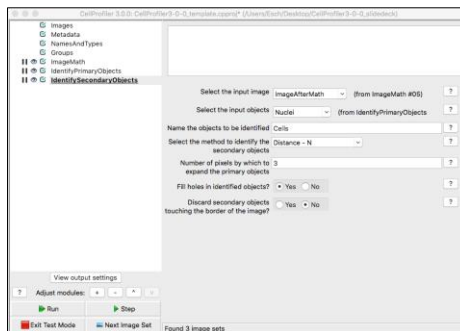 CellProfiler 3.0.0: CellProfiler3-0-0_template.cpproj* (/Users/Esch/Desktop/CellProfiler3-0-0_slidedeck)
Images
Metadata
NamesAndTypes
Groups
ImageMath
IdentifyPrimaryObjects
IdentifySecondaryObjects
Select the input image ImageAfterMath (from ImageMath #05) ?
Select the input objects Nuclei (from IdentifyPrimaryObjects ?
Name the objects to be identified Cells ?
Select the method to identify the secondary objects Distance - N ?
Number of pixels by which to expand the primary objects 3 ?
Fill holes in identified objects? Yes No ?
Discard secondary objects touching the border of the image? Yes No ?
View output settings
? Adjust modules: + - ^
Run Step
Exit Test Mode Next Image Set
Found 3 image sets